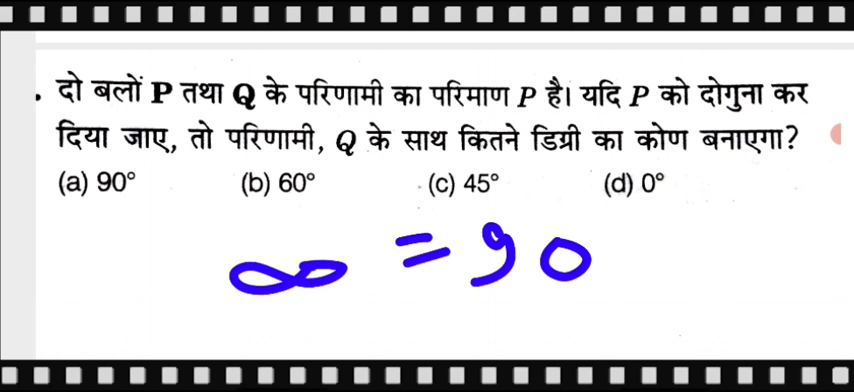 . दो बलों P तथा Q के परिणामी का परिमाण P है। यदि P को दोगुना कर
दिया जाए, तो परिणामी, Q के साथ कितने डिग्री का कोण बनाएगा?
(a) 90° (b) 60° (c) 45° (d) 0°
∞ = 90